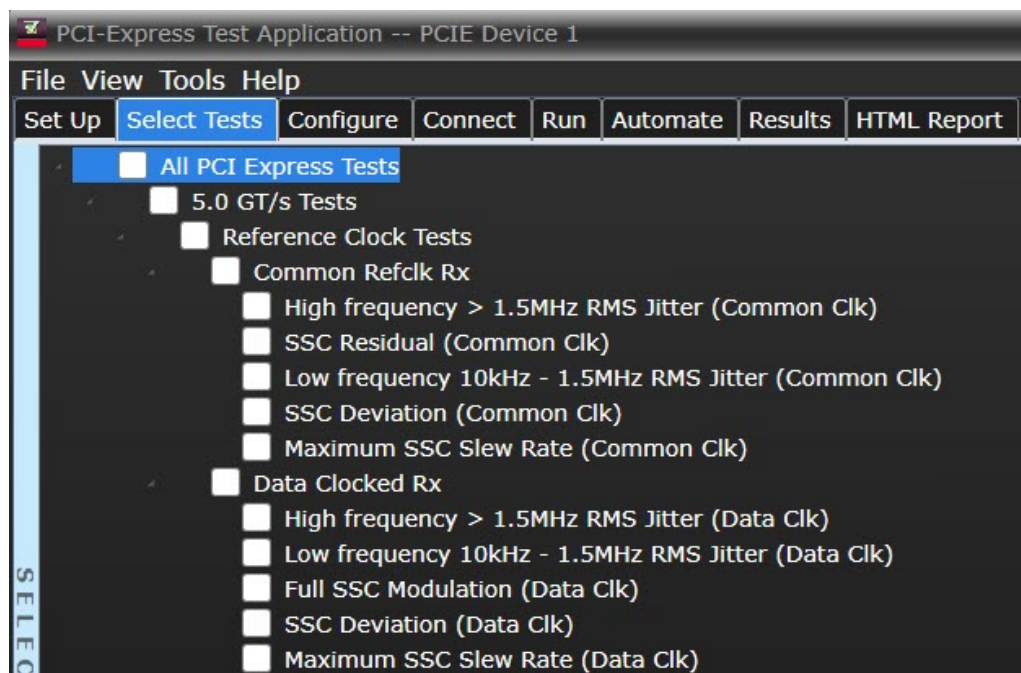 PCI-Express Test Application -- PCIE Device 1
File View Tools Help
Set Up Select Tests Configure Connect Run Automate Results HTML Report
All PCI Express Tests
5.0 GT/s Tests
Reference Clock Tests
Common Refclk Rx
High frequency > 1.5MHz RMS Jitter (Common Clk)
SSC Residual (Common Clk)
Low frequency 10kHz - 1.5MHz RMS Jitter (Common Clk)
SSC Deviation (Common Clk)
Maximum SSC Slew Rate (Common Clk)
Data Clocked Rx
High frequency > 1.5MHz RMS Jitter (Data Clk)
Low frequency 10kHz - 1.5MHz RMS Jitter (Data Clk)
Full SSC Modulation (Data Clk)
SSC Deviation (Data Clk)
Maximum SSC Slew Rate (Data Clk)
SELEC